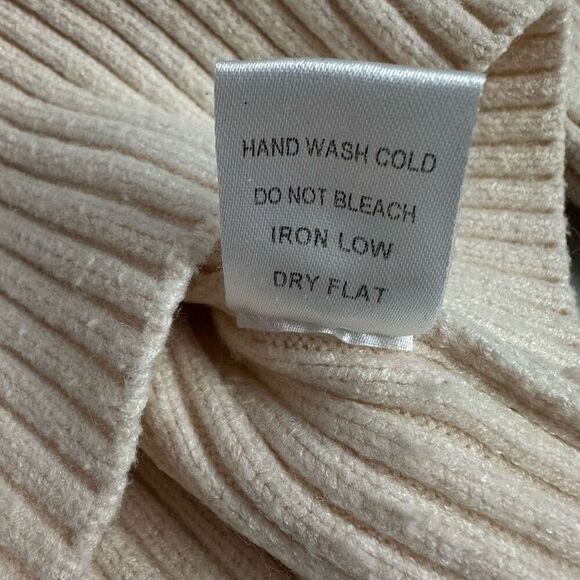 HAND WASH COLD
DO NOT BLEACH
IRON LOW
DRY FLAT